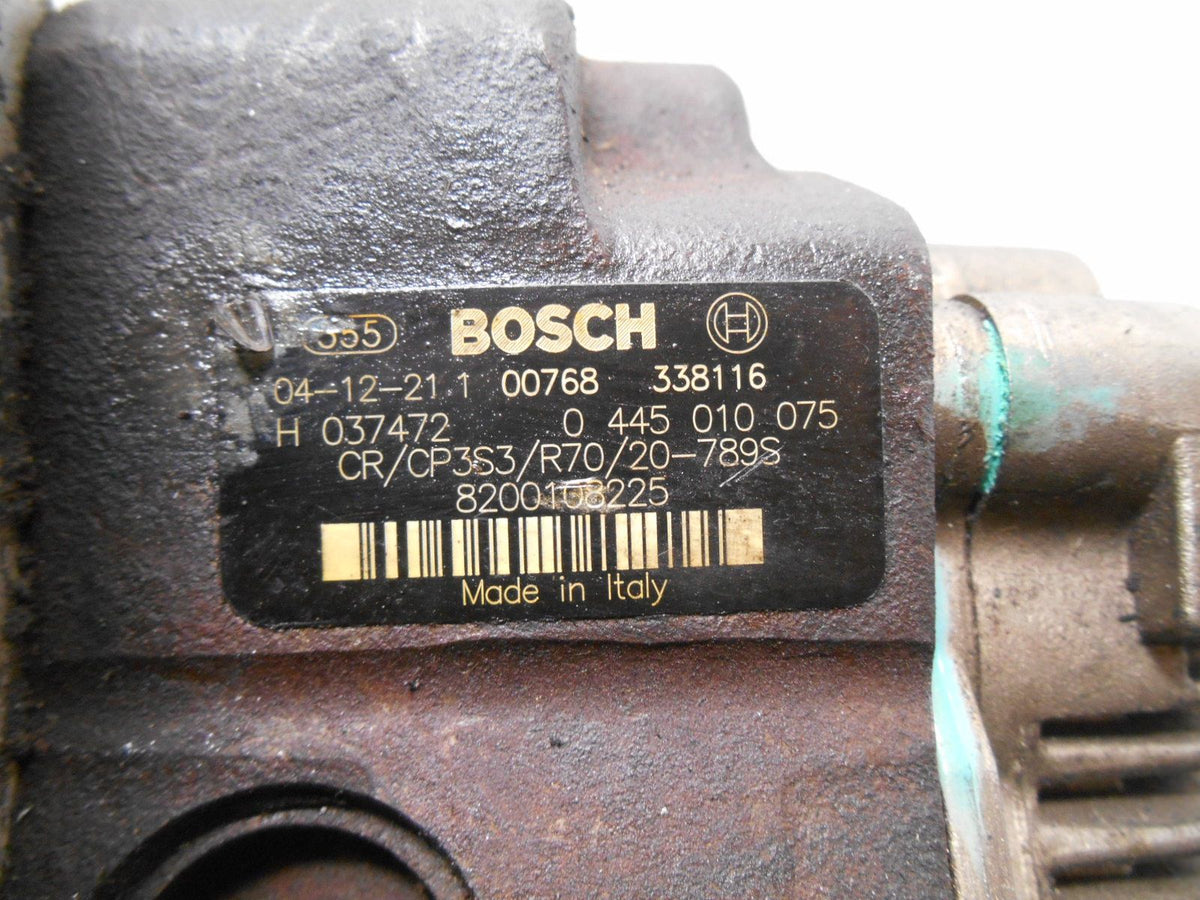 555 BOSCH
04-12-21 1 00768 338116
H 037472 0 445 010 075
CR/CP3S3/R70/20-789S
8200108225
Made in Italy